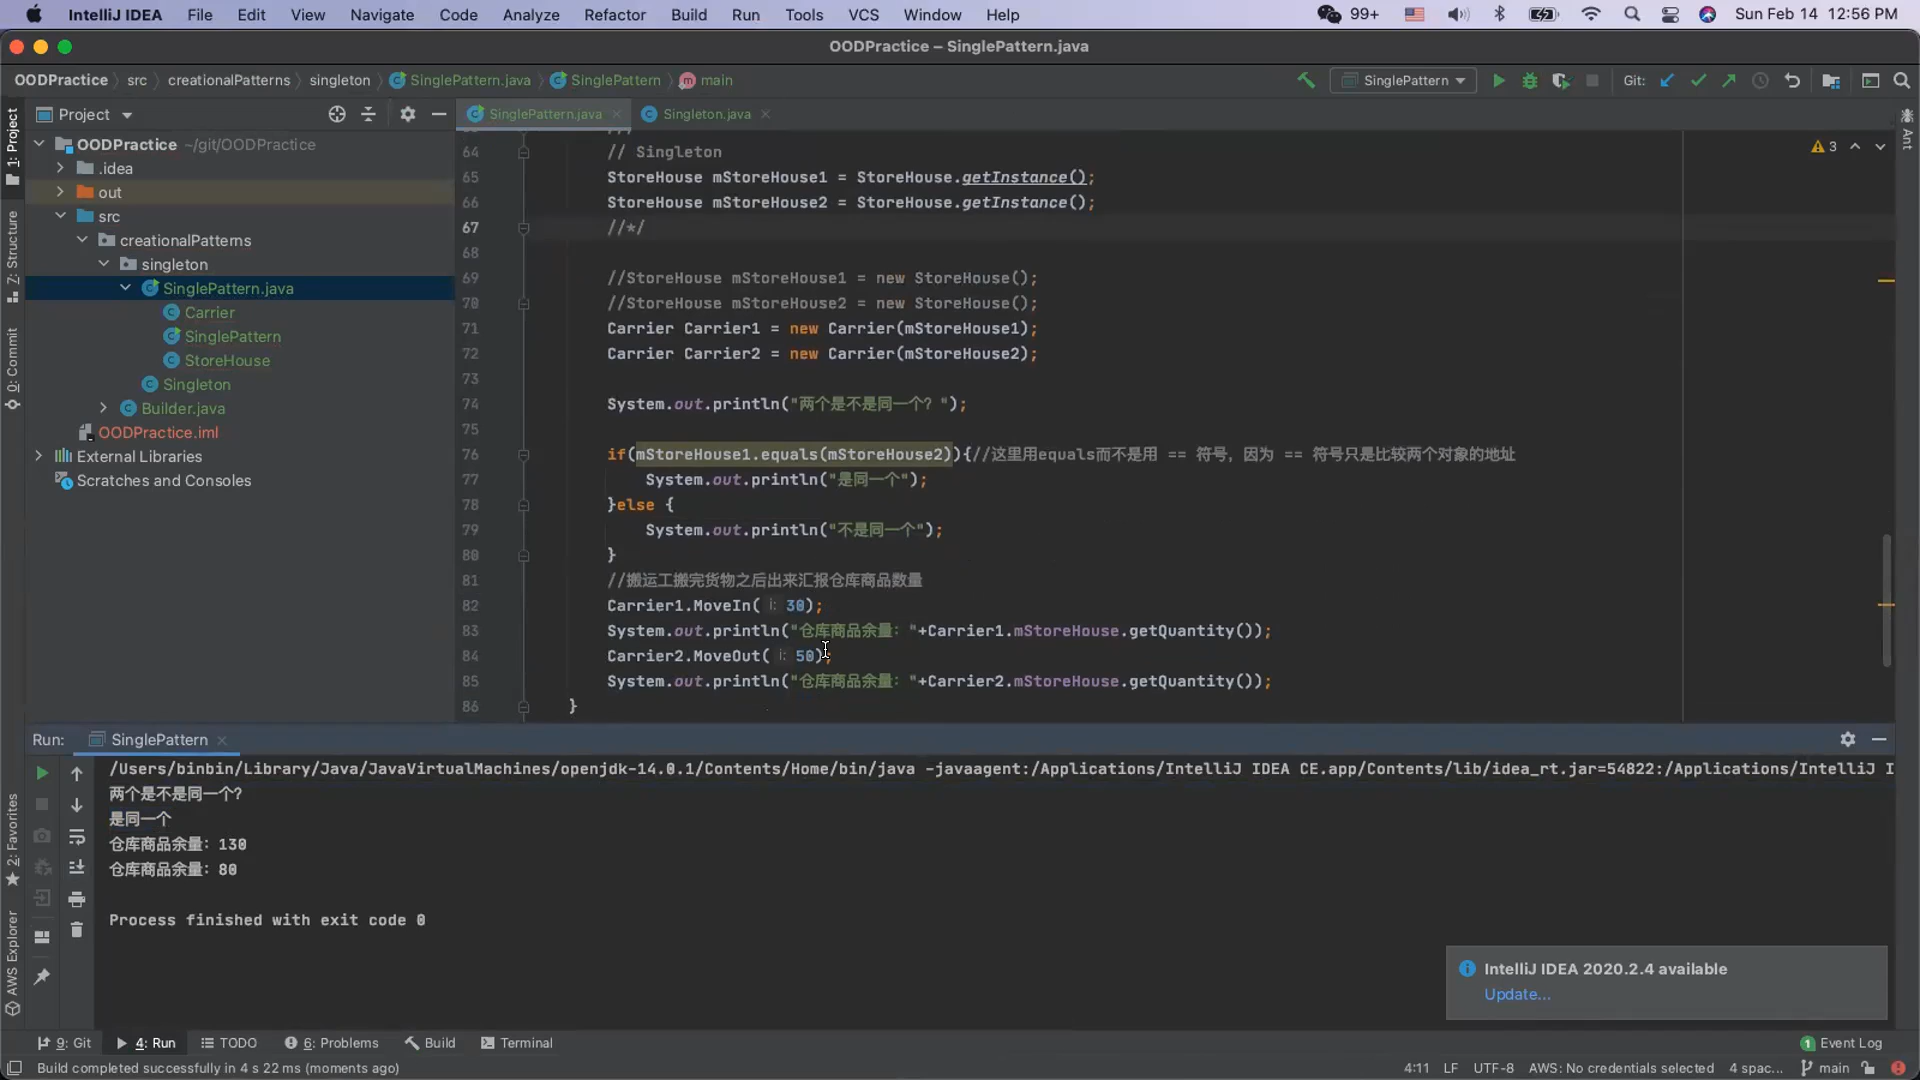 IntelliJ IDEA File Edit View Navigate Code Analyze Refactor Build Run Tools VCS Window Help 99+ Sun Feb 14 12:56 PM
OODPractice – SinglePattern.java
OODPractice src creationalPatterns singleton SinglePattern.java SinglePattern main SinglePattern Git:
Project
SinglePattern.java Singleton.java
1: Project
Z: Structure
0: Commit
2: Favorites
AWS Explorer
Ant
OODPractice ~/git/OODPractice
.idea
out
src
creationalPatterns
singleton
SinglePattern.java
Carrier
SinglePattern
StoreHouse
Singleton
Builder.java
OODPractice.iml
External Libraries
Scratches and Consoles
3
64 // Singleton
65 StoreHouse mStoreHouse1 = StoreHouse.getInstance();
66 StoreHouse mStoreHouse2 = StoreHouse.getInstance();
67 //*/
68
69 //StoreHouse mStoreHouse1 = new StoreHouse();
70 //StoreHouse mStoreHouse2 = new StoreHouse();
71 Carrier Carrier1 = new Carrier(mStoreHouse1);
72 Carrier Carrier2 = new Carrier(mStoreHouse2);
73
74 System.out.println("两个是不是同一个？");
75
76 if(mStoreHouse1.equals(mStoreHouse2)){//这里用equals而不是用 == 符号，因为 == 符号只是比较两个对象的地址
77 System.out.println("是同一个");
78 }else {
79 System.out.println("不是同一个");
80 }
81 //搬运工搬完货物之后出来汇报仓库商品数量
82 Carrier1.MoveIn( i: 30);
83 System.out.println("仓库商品余量："+Carrier1.mStoreHouse.getQuantity());
84 Carrier2.MoveOut( i: 50);
85 System.out.println("仓库商品余量："+Carrier2.mStoreHouse.getQuantity());
86 }
Run: SinglePattern
/Users/binbin/Library/Java/JavaVirtualMachines/openjdk-14.0.1/Contents/Home/bin/java -javaagent:/Applications/IntelliJ IDEA CE.app/Contents/lib/idea_rt.jar=54822:/Applications/IntelliJ I
两个是不是同一个？
是同一个
仓库商品余量：130
仓库商品余量：80
Process finished with exit code 0
IntelliJ IDEA 2020.2.4 available
Update...
9: Git 4: Run TODO 6: Problems Build Terminal 1 Event Log
Build completed successfully in 4 s 22 ms (moments ago) 4:11 LF UTF-8 AWS: No credentials selected 4 spac... main